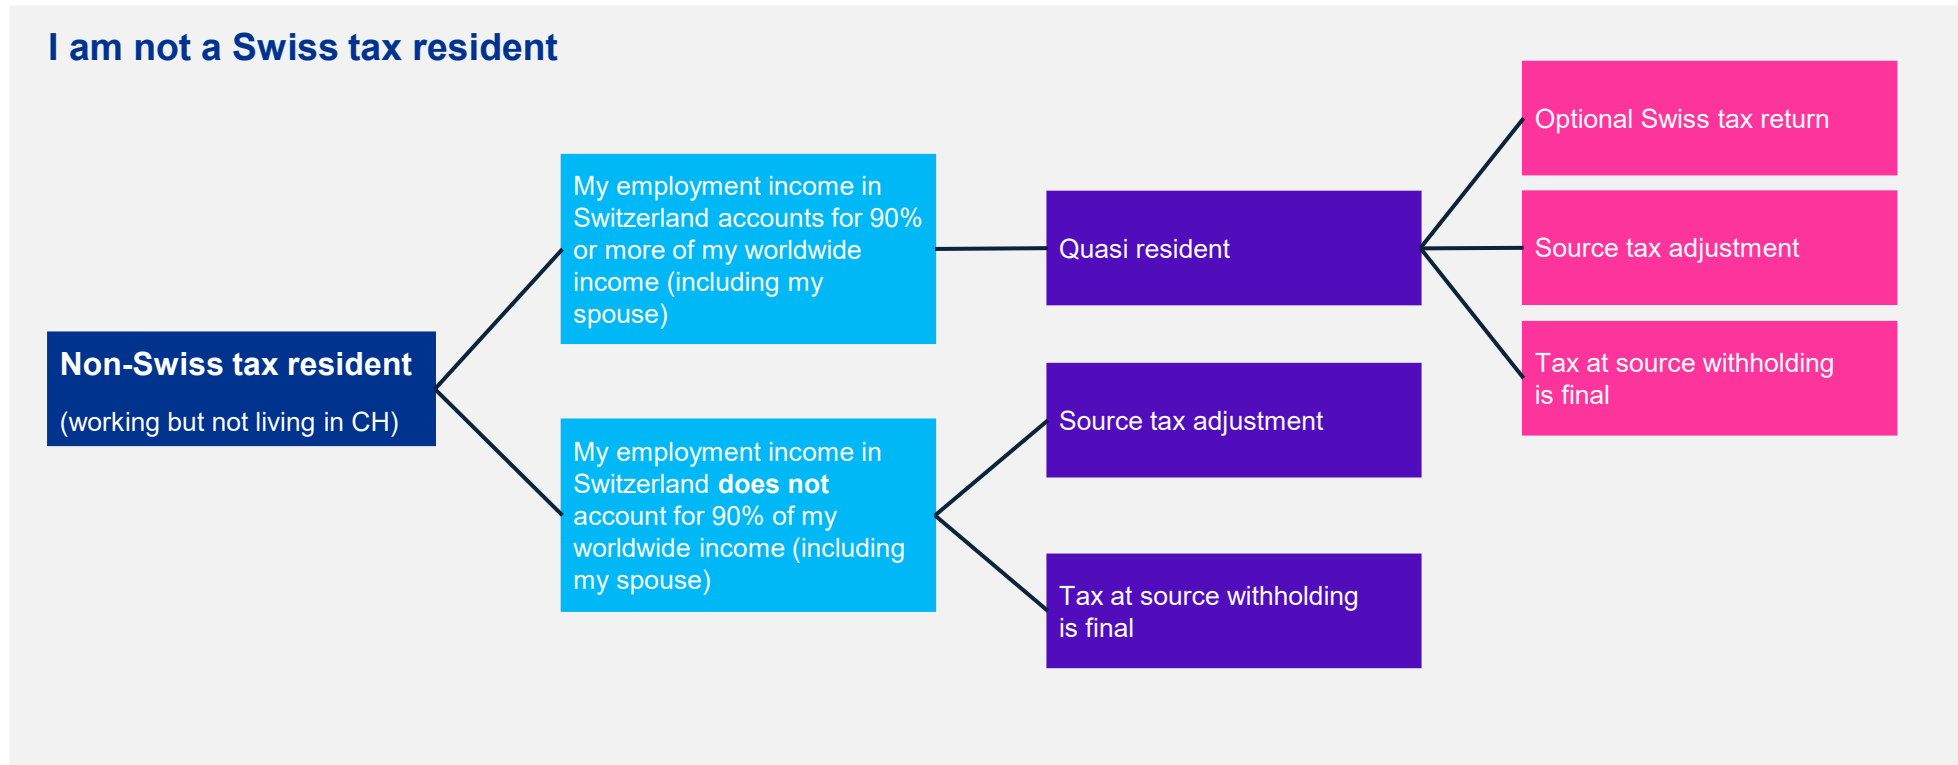 I am not a Swiss tax resident
Non-Swiss tax resident
(working but not living in CH)
My employment income in
Switzerland accounts for 90%
or more of my worldwide
income (including my
spouse)
My employment income in
Switzerland does not
account for 90% of my
worldwide income (including
my spouse)
Quasi resident
Source tax adjustment
Tax at source withholding
is final
Optional Swiss tax return
Source tax adjustment
Tax at source withholding
is final